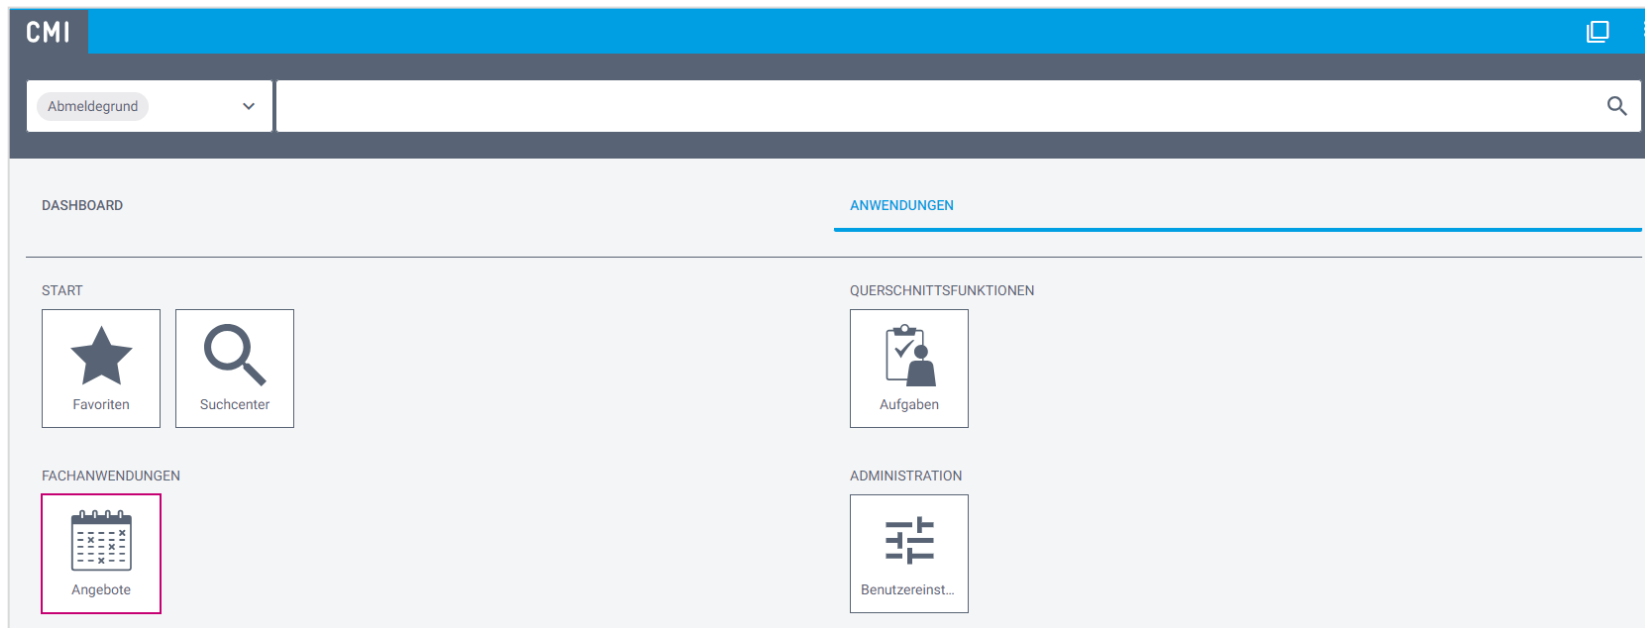 CMI
Abmeldegrund
DASHBOARD
ANWENDUNGEN
START
QUERSCHNITTSFUNKTIONEN
Favoriten
Suchcenter
Aufgaben
FACHANWENDUNGEN
ADMINISTRATION
Angebote
Benutzereinst...